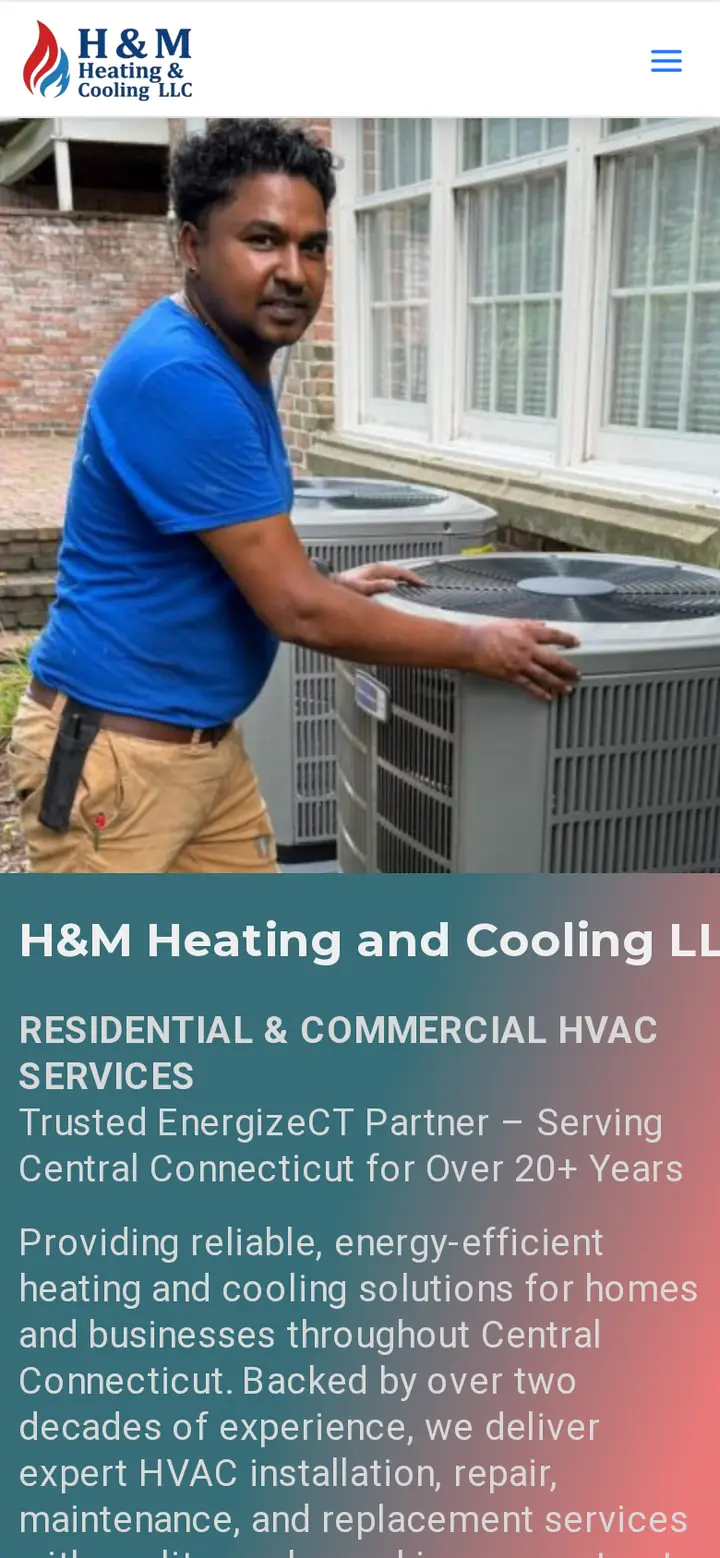 H & M
Heating &
Cooling LLC
H&M Heating and Cooling LL
RESIDENTIAL & COMMERCIAL HVAC
SERVICES
Trusted EnergizeCT Partner – Serving
Central Connecticut for Over 20+ Years
Providing reliable, energy-efficient
heating and cooling solutions for homes
and businesses throughout Central
Connecticut. Backed by over two
decades of experience, we deliver
expert HVAC installation, repair,
maintenance, and replacement services